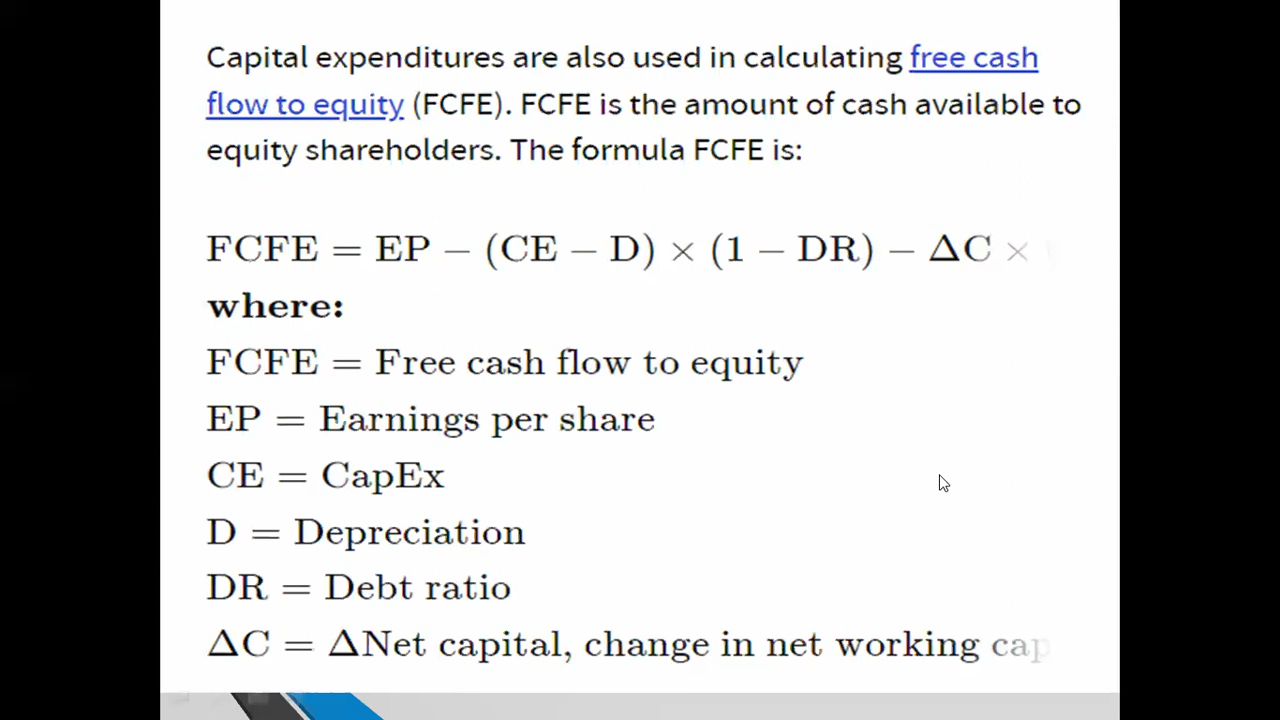 Capital expenditures are also used in calculating free cash
flow to equity (FCFE). FCFE is the amount of cash available to
equity shareholders. The formula FCFE is:
FCFE = EP − (CE − D) × (1 − DR) − ΔC ×
where:
FCFE = Free cash flow to equity
EP = Earnings per share
CE = CapEx
D = Depreciation
DR = Debt ratio
ΔC = ΔNet capital, change in net working cap